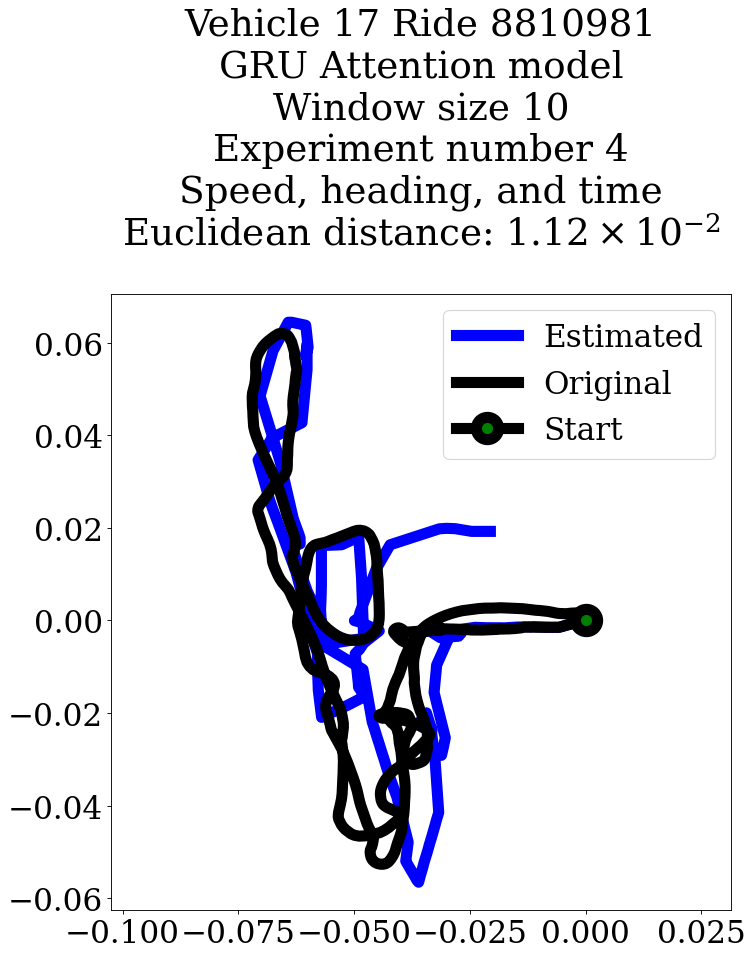 Vehicle 17 Ride 8810981
GRU Attention model
Window size 10
Experiment number 4
Speed, heading, and time
Euclidean distance: 1.12 × 10⁻²
Estimated
Original
Start
0.06
0.04
0.02
0.00
−0.02
−0.04
−0.06
−0.100 −0.075 −0.050 −0.025 0.000 0.025